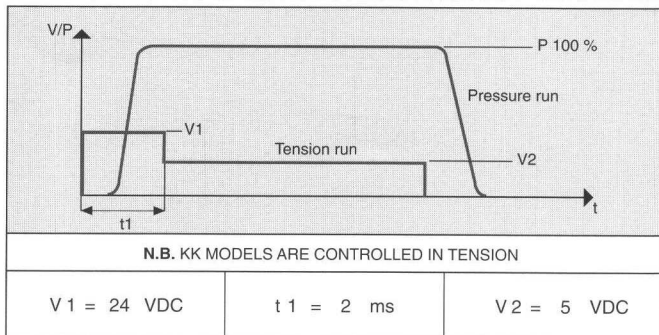 V/P
P 100 %
Pressure run
V1
Tension run
V2
t
t1
N.B. KK MODELS ARE CONTROLLED IN TENSION
V 1 = 24 VDC
t 1 = 2 ms
V 2 = 5 VDC